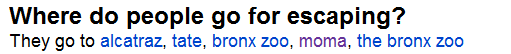 Where do people go for escaping?
They go to alcatraz, tate, bronx zoo, moma, the bronx zoo